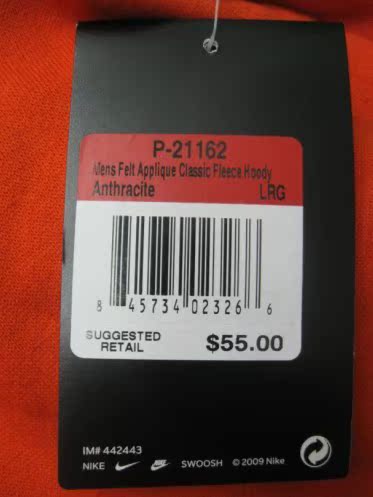 P-21162
Mens Felt Applique Classic Fleece Hoody
Anthracite LRG
8 45734 02326 6
SUGGESTED
RETAIL $55.00
IM# 442443
NIKE SWOOSH © 2009 Nike